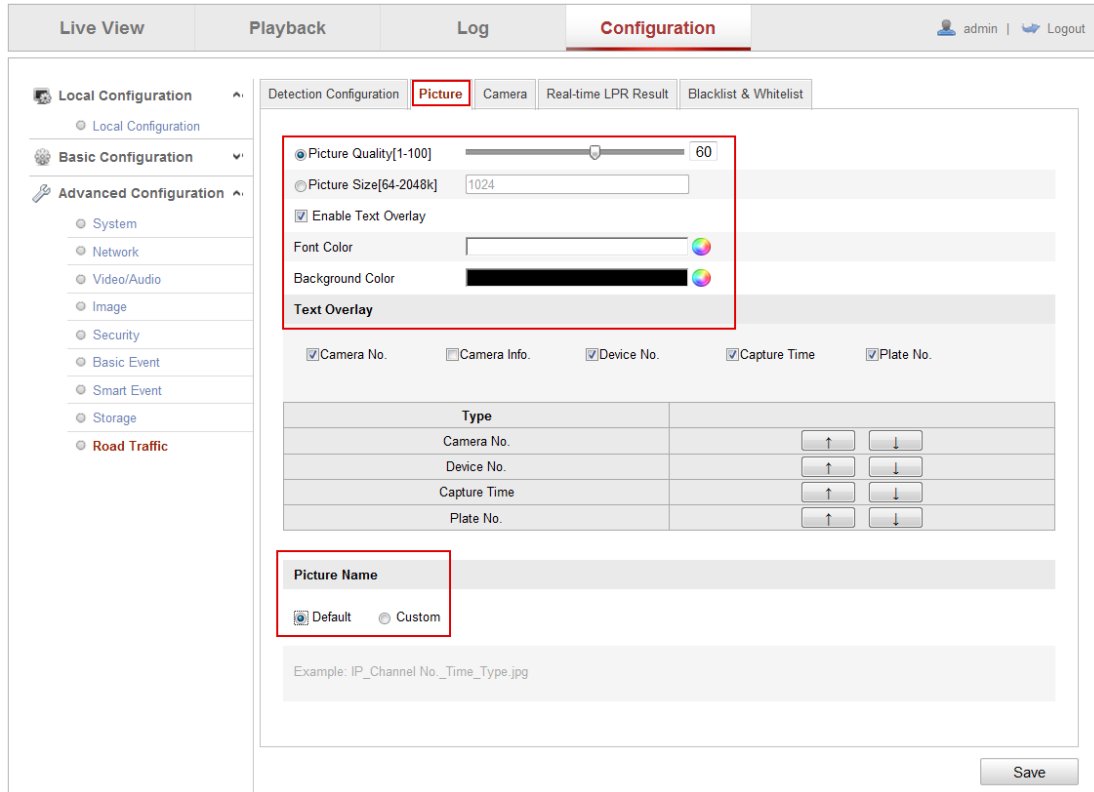 Live View Playback Log Configuration admin | Logout
Local Configuration
Local Configuration
Basic Configuration
Advanced Configuration
System
Network
Video/Audio
Image
Security
Basic Event
Smart Event
Storage
Road Traffic
Detection Configuration Picture Camera Real-time LPR Result Blacklist & Whitelist
Picture Quality[1-100] 60
Picture Size[64-2048k] 1024
Enable Text Overlay
Font Color
Background Color
Text Overlay
Camera No. Camera Info. Device No. Capture Time Plate No.
Type
Camera No. ↑ ↓
Device No. ↑ ↓
Capture Time ↑ ↓
Plate No. ↑ ↓
Picture Name
Default Custom
Example: IP_Channel No._Time_Type.jpg
Save